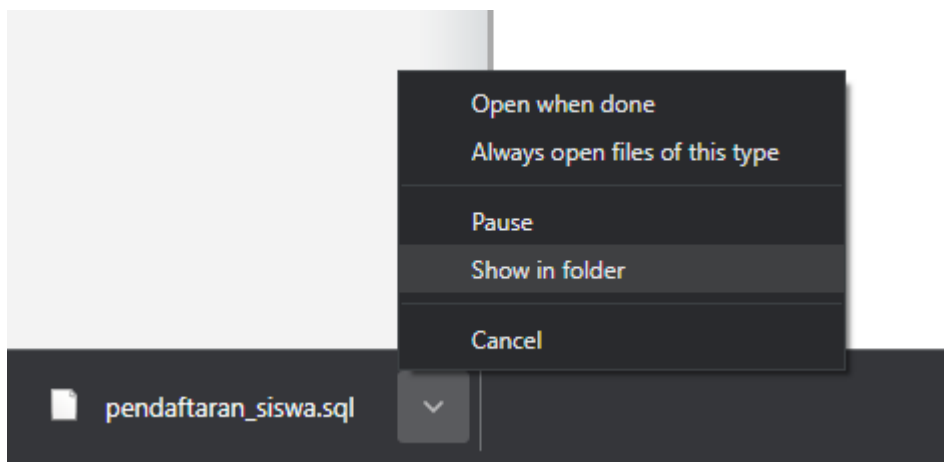 Open when done
Always open files of this type
Pause
Show in folder
Cancel
pendaftaran_siswa.sql